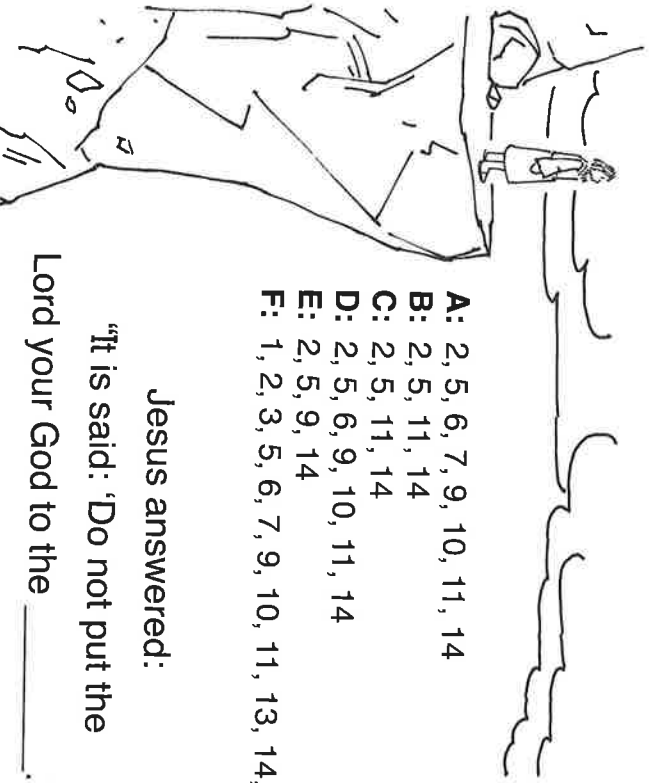 A: 2, 5, 6, 7, 9, 10, 11, 14
B: 2, 5, 11, 14
C: 2, 5, 11, 14
D: 2, 5, 6, 9, 10, 11, 14
E: 2, 5, 9, 14
F: 1, 2, 3, 5, 6, 7, 9, 10, 11, 13, 14,
Jesus answered:
“It is said: ‘Do not put the
Lord your God to the ________.